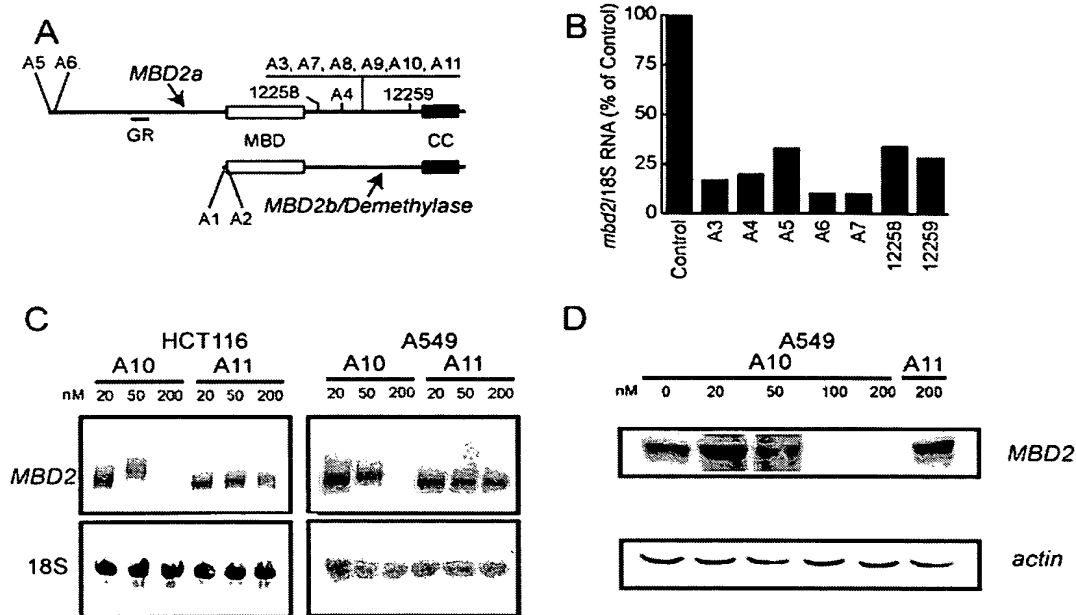 A
A5 A6.
MBD2a
A3, A7, A8, A9,A10, A11
12258 A4 12259
GR MBD CC
A1 A2 MBD2b/Demethylase
B
mbd2/18S RNA (% of Control)
100
75
50
25
0
Control A3 A4 A5 A6 A7 12258 12259
C
HCT116 A549
A10 A11 A10 A11
nM 20 50 200 20 50 200 20 50 200 20 50 200
MBD2
18S
D
A549
A10 A11
nM 0 20 50 100 200 200
MBD2
actin